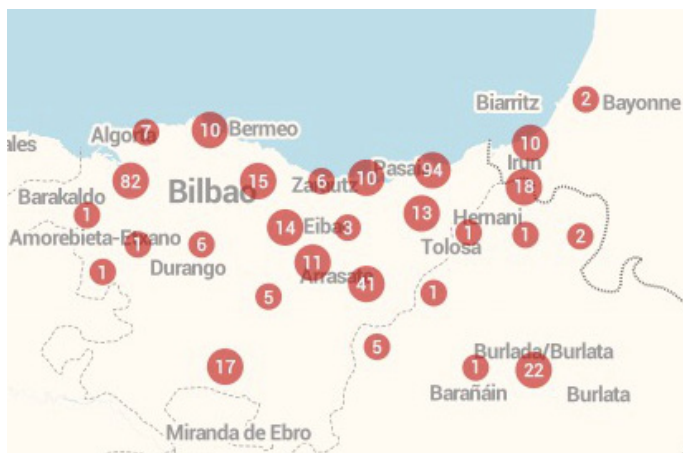 2
Biarritz
Bayonne
7
10
Algorta
Bermeo
10
ales
Irun
82
15
6
10
94
18
Bilbao
Zarautz
Pasaia
Barakaldo
1
14
Eibar
3
13
Hernani
1
1
2
Amorebieta-Etxano
1
6
Tolosa
Durango
1
11
Arrasate
5
41
1
17
5
Burlada/Burlata
1
22
Barañáin
Burlata
Miranda de Ebro